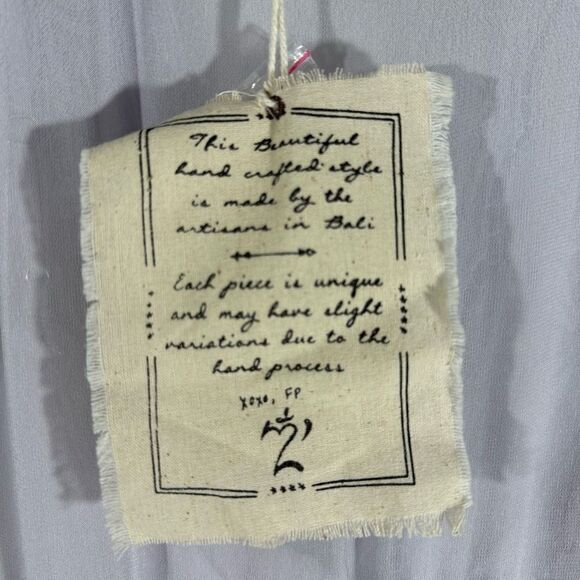 This Beautiful
hand crafted style
is made by the
artisans in Bali
Each piece is unique
and may have slight
variations due to the
hand process
xoxo, FP